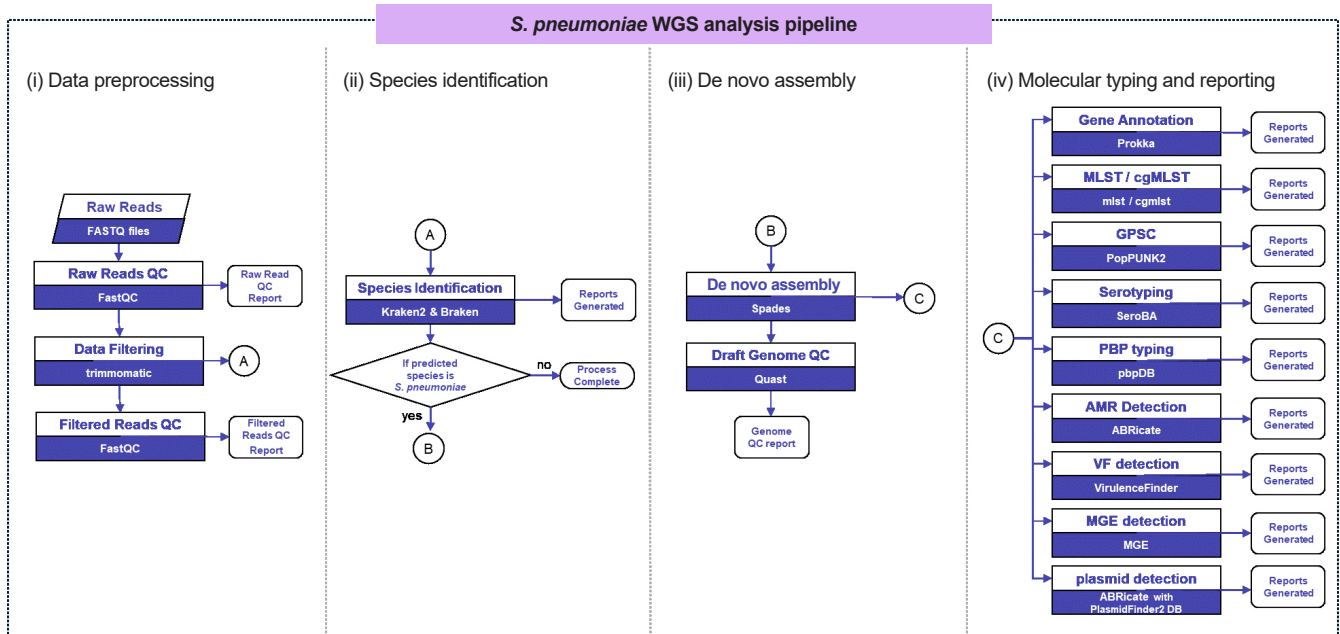 S. pneumoniae WGS analysis pipeline
(i) Data preprocessing
Raw Reads
FASTQ files
Raw Reads QC
FastQC
Raw Read
QC
Report
Data Filtering
trimmomatic
A
Filtered Reads QC
FastQC
Filtered
Reads QC
Report
(ii) Species identification
A
Species Identification
Kraken2 & Braken
Reports
Generated
If predicted
species is
S. pneumoniae
no
Process
Complete
yes
B
(iii) De novo assembly
B
De novo assembly
Spades
C
Draft Genome QC
Quast
Genome
QC report
(iv) Molecular typing and reporting
C
Gene Annotation
Prokka
Reports
Generated
MLST / cgMLST
mlst / cgmlst
Reports
Generated
GPSC
PopPUNK2
Reports
Generated
Serotyping
SeroBA
Reports
Generated
PBP typing
pbpDB
Reports
Generated
AMR Detection
ABRicate
Reports
Generated
VF detection
VirulenceFinder
Reports
Generated
MGE detection
MGE
Reports
Generated
plasmid detection
ABRicate with
PlasmidFinder2 DB
Reports
Generated